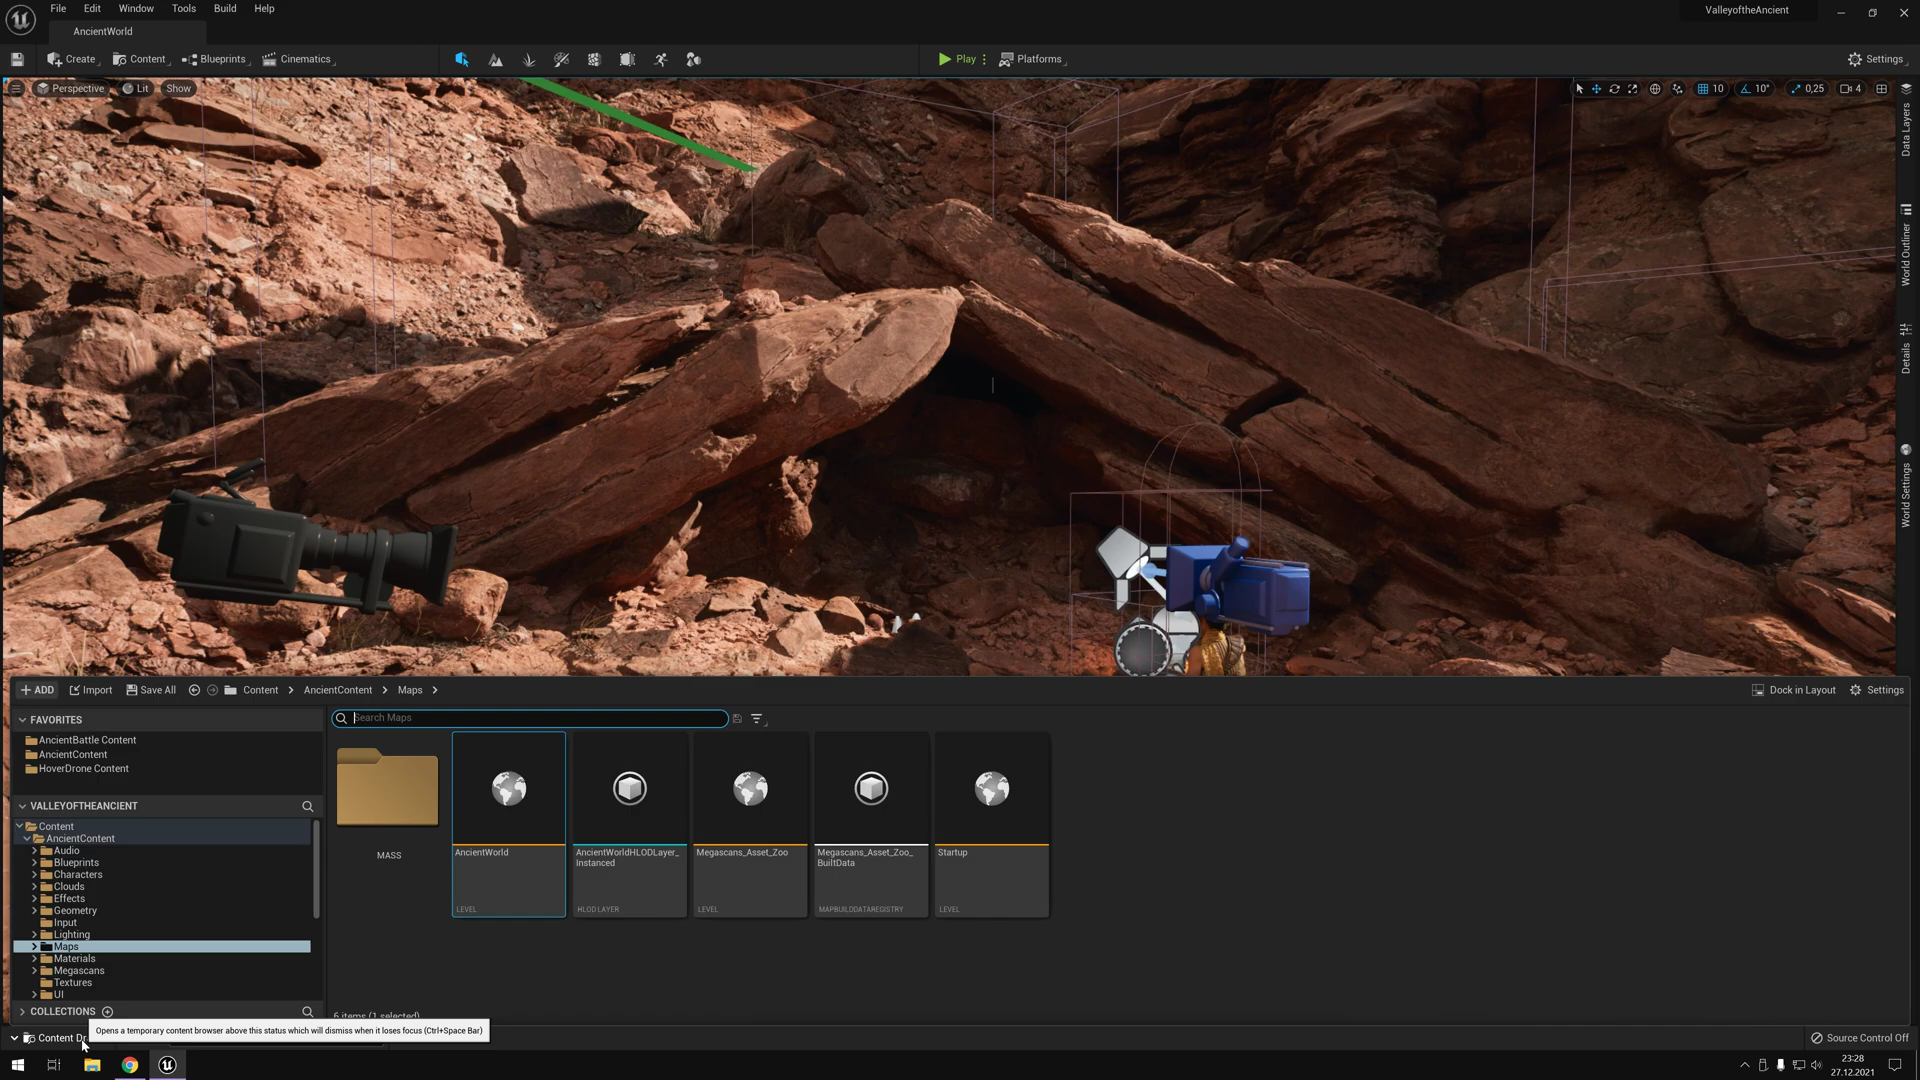 File Edit Window Tools Build Help
ValleyoftheAncient
AncientWorld
Create Content Blueprints Cinematics Play Platforms Settings
Perspective Lit Show 10 10° 0,25 4
Data Layers
World Outliner
Details
World Settings
ADD Import Save All Content AncientContent Maps Dock in Layout Settings
FAVORITES
Search Maps
AncientBattle Content
AncientContent
HoverDrone Content
VALLEYOFTHEANCIENT
Content
AncientContent
Audio
Blueprints
Characters
Clouds
Effects
Geometry
Input
Lighting
Maps
Materials
Megascans
Textures
UI
COLLECTIONS
MASS
AncientWorld
LEVEL
AncientWorldHLODLayer_
Instanced
HLOD LAYER
Megascans_Asset_Zoo
LEVEL
Megascans_Asset_Zoo_
BuiltData
MAPBUILDDATAREGISTRY
Startup
LEVEL
6 items (1 selected)
Opens a temporary content browser above this status which will dismiss when it loses focus (Ctrl+Space Bar)
Content Dr
Source Control Off
23:28
27.12.2021